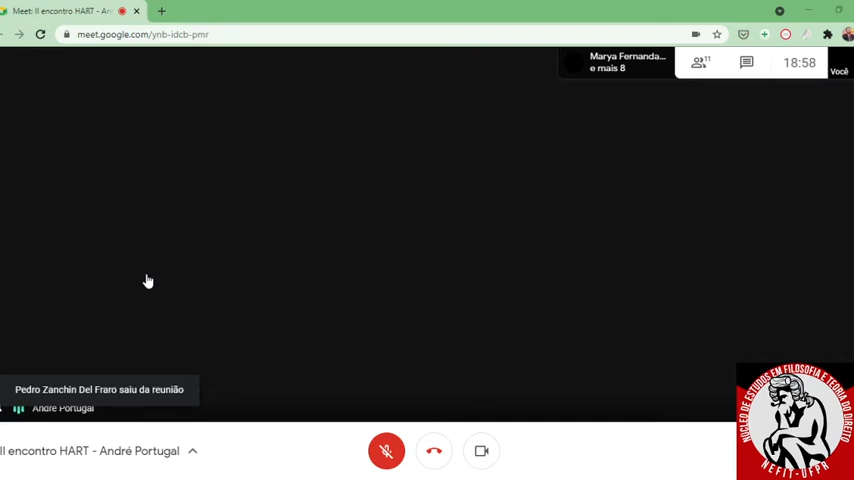 Meet: II encontro HART - An
meet.google.com/ynb-idcb-pmr
Marya Fernanda...
e mais 8
11
18:58
Você
Pedro Zanchin Del Fraro saiu da reunião
André Portugal
II encontro HART - André Portugal
NÚCLEO DE ESTUDOS EM FILOSOFIA E TEORIA DO DIREITO
NEFIT-UFPR